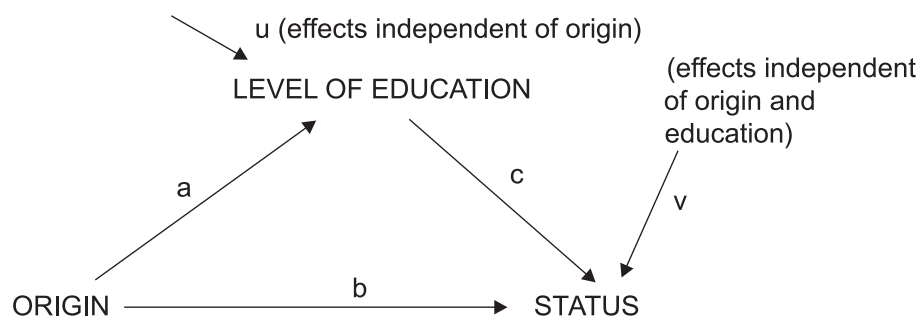 u (effects independent of origin)
LEVEL OF EDUCATION
(effects independent
of origin and
education)
a
c
v
b
ORIGIN
STATUS